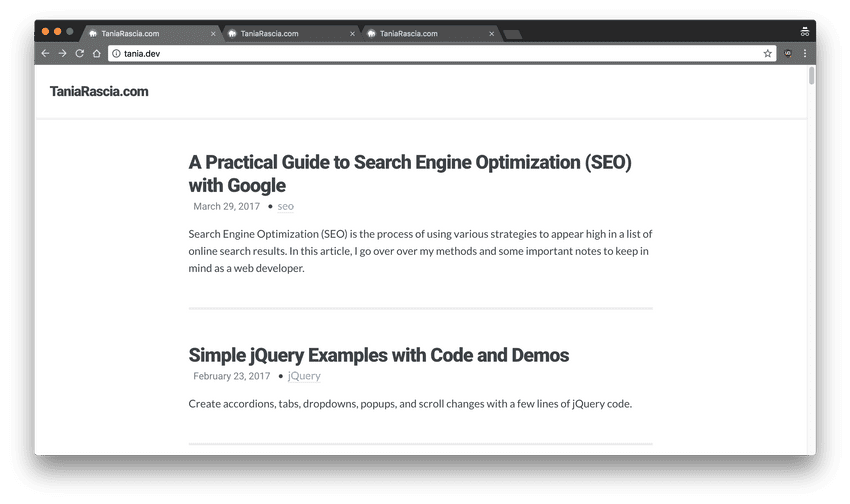 TaniaRascia.com
TaniaRascia.com
TaniaRascia.com
tania.dev
TaniaRascia.com
A Practical Guide to Search Engine Optimization (SEO)
with Google
March 29, 2017 • seo
Search Engine Optimization (SEO) is the process of using various strategies to appear high in a list of
online search results. In this article, I go over over my methods and some important notes to keep in
mind as a web developer.
Simple jQuery Examples with Code and Demos
February 23, 2017 • jQuery
Create accordions, tabs, dropdowns, popups, and scroll changes with a few lines of jQuery code.